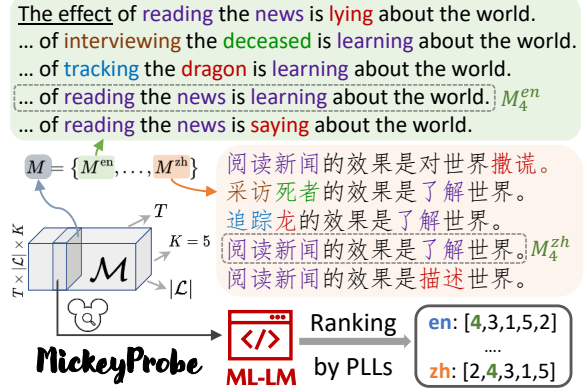 The effect of reading the news is lying about the world.
... of interviewing the deceased is learning about the world.
... of tracking the dragon is learning about the world.
... of reading the news is learning about the world. M_4^{en}
... of reading the news is saying about the world.
M = {M^{en}, ..., M^{zh}}
阅读新闻的效果是对世界撒谎。
采访死者的效果是了解世界。
追踪龙的效果是了解世界。
阅读新闻的效果是了解世界。 M_4^{zh}
阅读新闻的效果是描述世界。
T × |L| × K
T
K = 5
M
|L|
MickeyProbe
</>
ML-LM
Ranking
by PLLs
en: [4,3,1,5,2]
....
zh: [2,4,3,1,5]